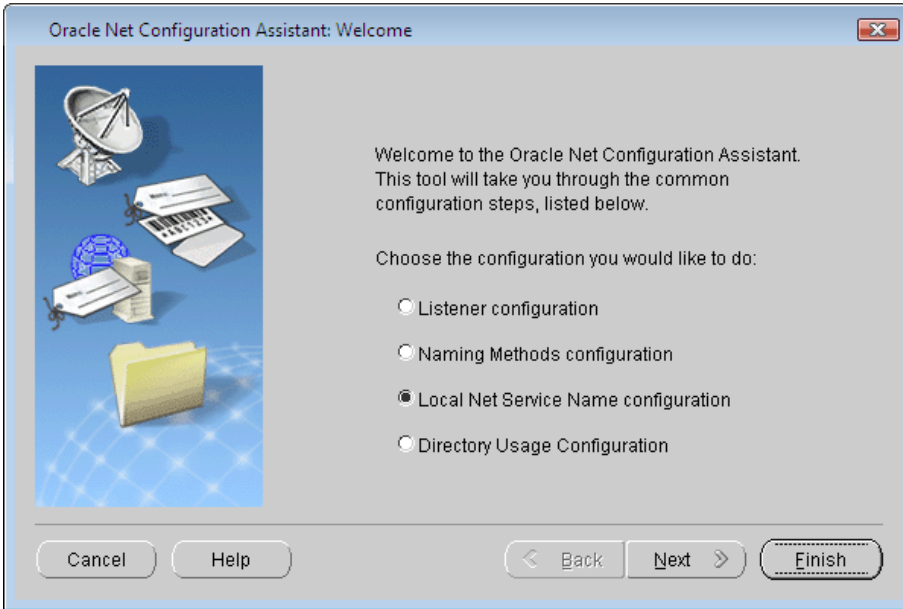 Oracle Net Configuration Assistant: Welcome
Welcome to the Oracle Net Configuration Assistant.
This tool will take you through the common
configuration steps, listed below.
Choose the configuration you would like to do:
Listener configuration
Naming Methods configuration
Local Net Service Name configuration
Directory Usage Configuration
Cancel
Help
Back
Next
Finish